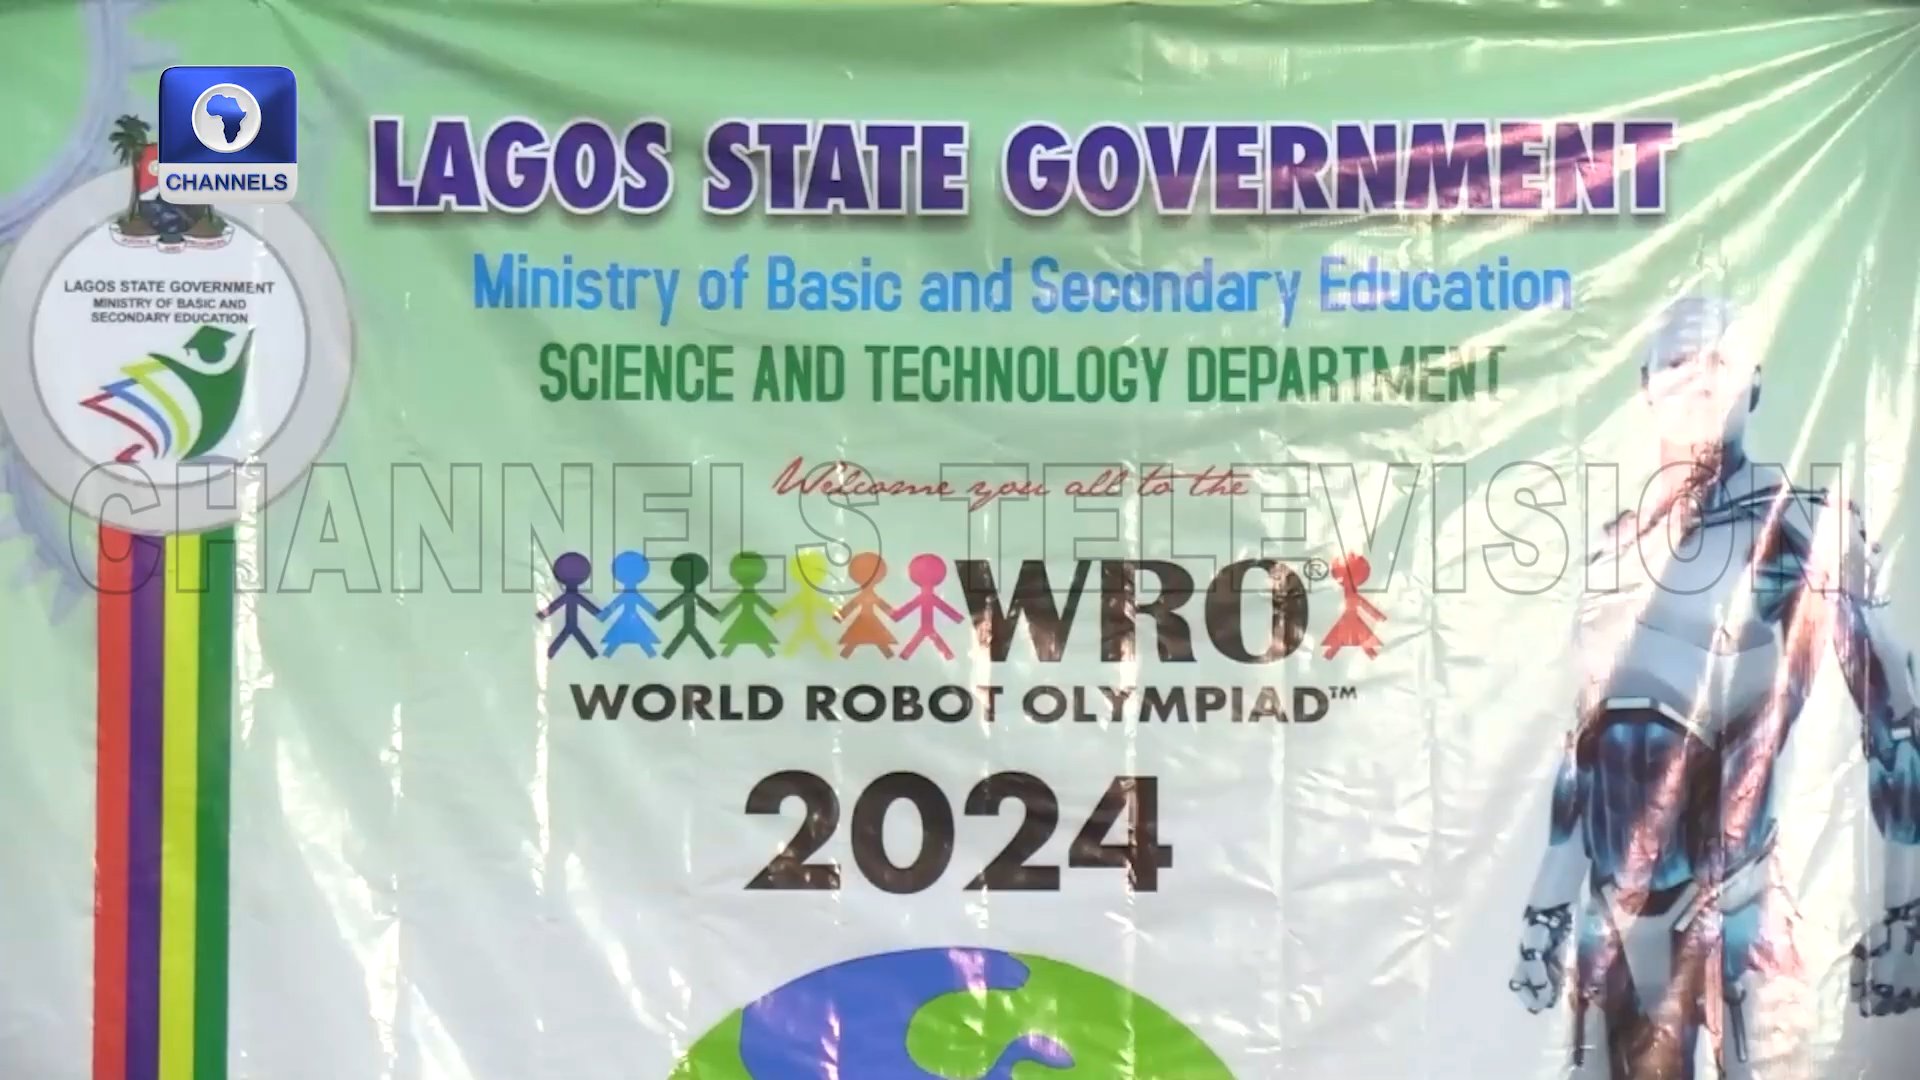 CHANNELS
LAGOS STATE GOVERNMENT
Ministry of Basic and Secondary Education
SCIENCE AND TECHNOLOGY DEPARTMENT
LAGOS STATE GOVERNMENT
MINISTRY OF BASIC AND
SECONDARY EDUCATION
Welcome you all to the
CHANNELS TELEVISION
WRO®
WORLD ROBOT OLYMPIAD™
2024